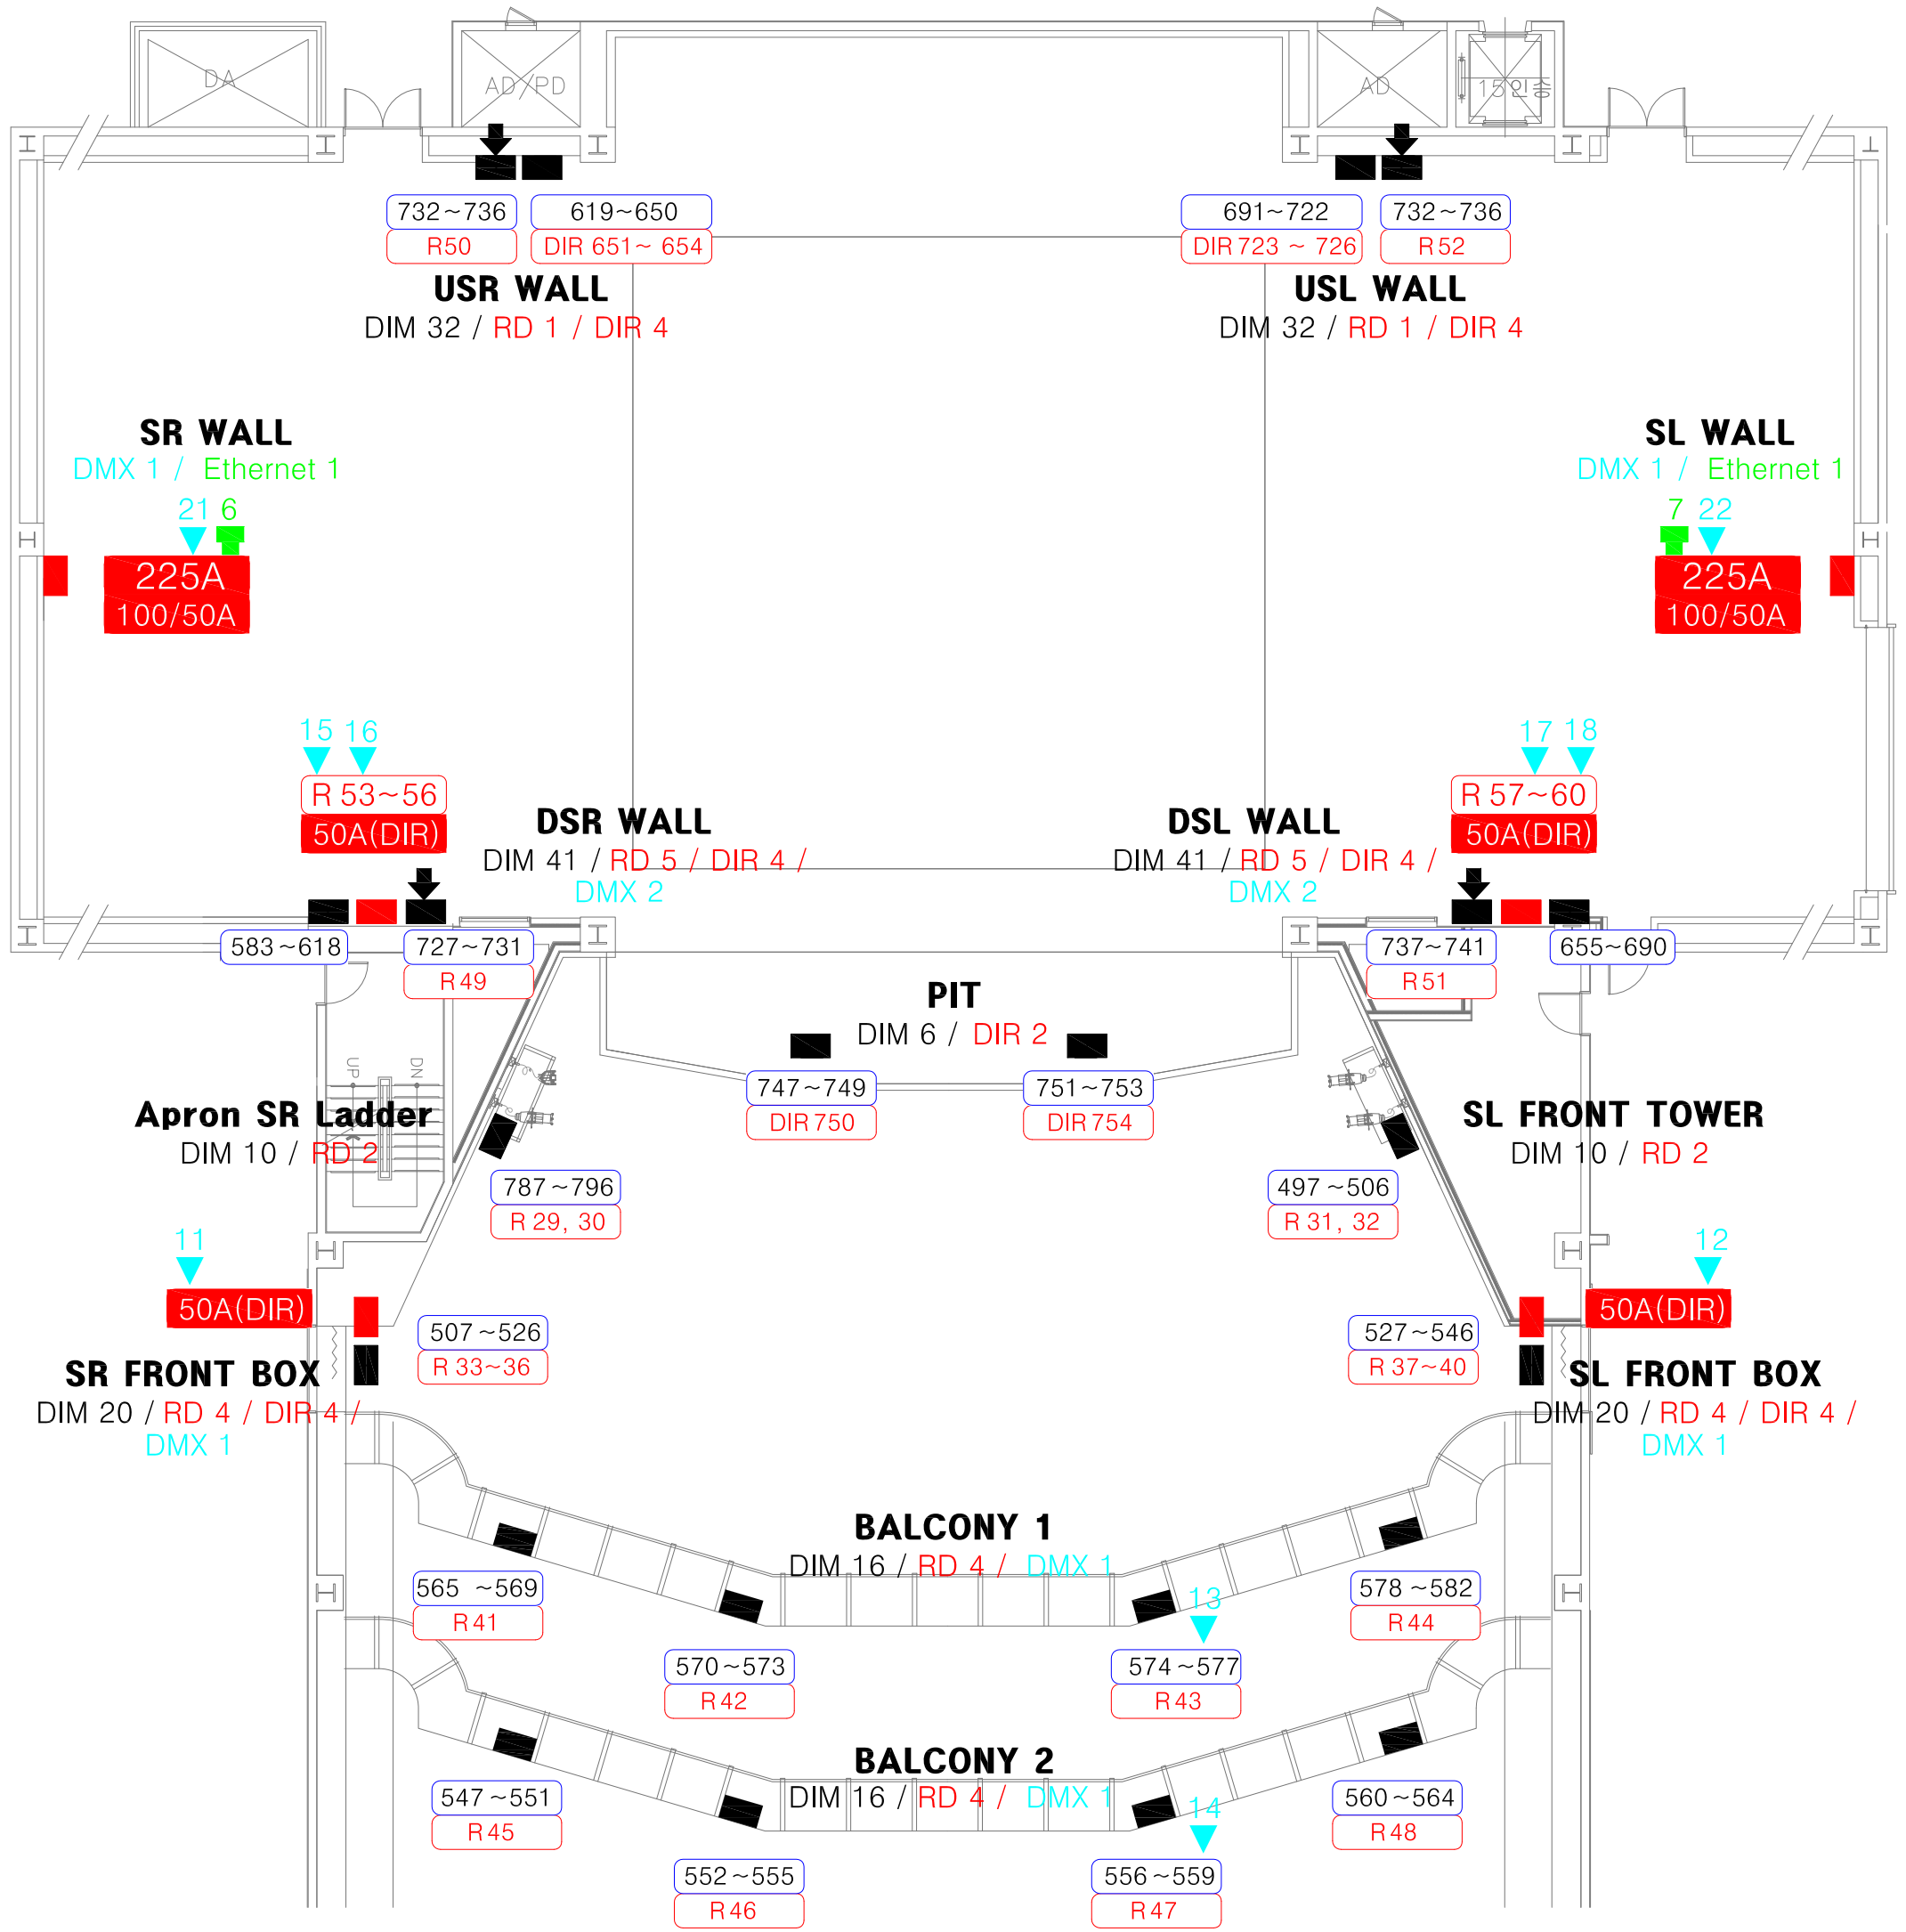 DA
AD/PD
AD
15인승
732~736
R50
619~650
DIR 651~ 654
691~722
DIR 723 ~ 726
732~736
R52
USR WALL
DIM 32 / RD 1 / DIR 4
USL WALL
DIM 32 / RD 1 / DIR 4
SR WALL
DMX 1 / Ethernet 1
21 6
225A
100/50A
SL WALL
DMX 1 / Ethernet 1
7 22
225A
100/50A
15 16
R 53~56
50A(DIR)
17 18
R 57~60
50A(DIR)
DSR WALL
DIM 41 / RD 5 / DIR 4 /
DMX 2
DSL WALL
DIM 41 / RD 5 / DIR 4 /
DMX 2
583~618
727~731
R49
737~741
R51
655~690
PIT
DIM 6 / DIR 2
747~749
DIR 750
751~753
DIR 754
UP
DN
Apron SR Ladder
DIM 10 / RD 2
SL FRONT TOWER
DIM 10 / RD 2
787~796
R 29, 30
497~506
R 31, 32
11
50A(DIR)
12
50A(DIR)
507~526
R 33~36
527~546
R 37~40
SR FRONT BOX
DIM 20 / RD 4 / DIR 4 /
DMX 1
SL FRONT BOX
DIM 20 / RD 4 / DIR 4 /
DMX 1
BALCONY 1
DIM 16 / RD 4 / DMX 1
13
565 ~569
R41
578 ~582
R44
570~573
R42
574~577
R43
BALCONY 2
DIM 16 / RD 4 / DMX 1
14
547~551
R45
560~564
R48
552~555
R46
556~559
R47